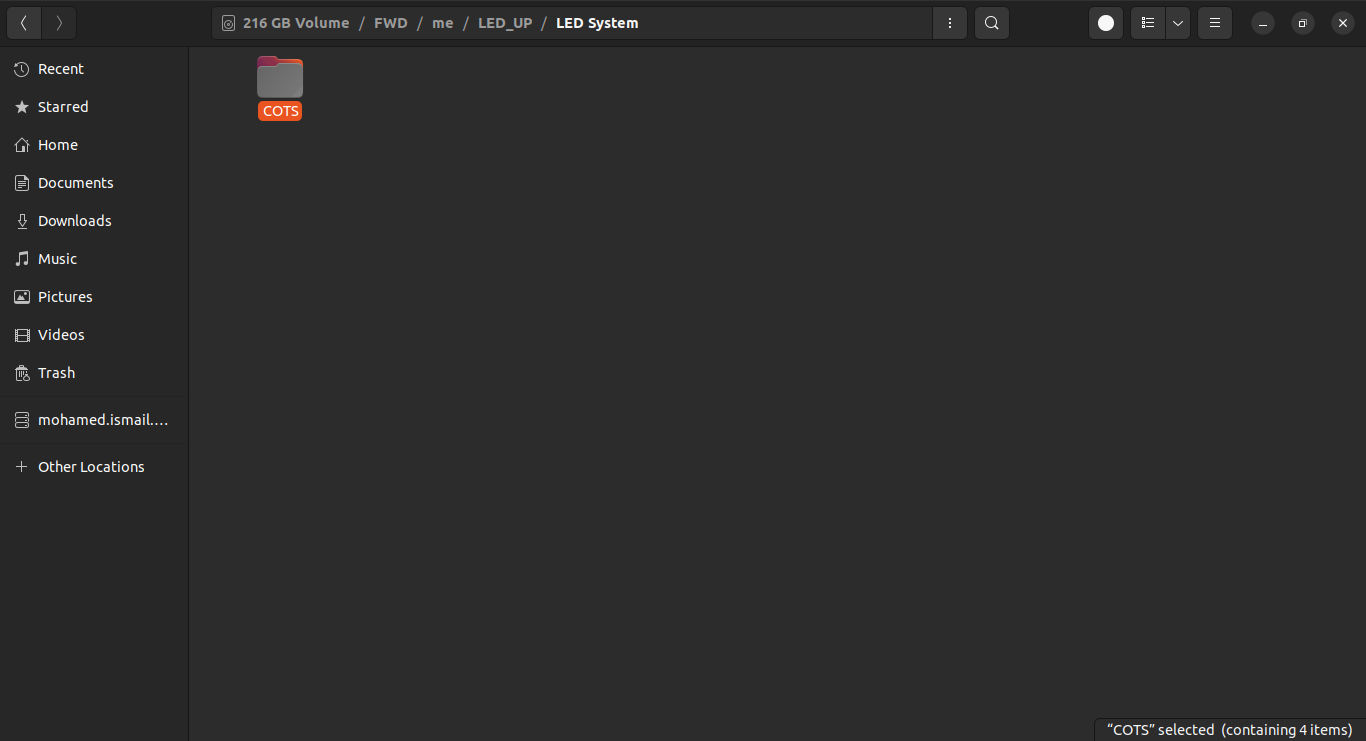 216 GB Volume / FWD / me / LED_UP / LED System
Recent
Starred
Home
Documents
Downloads
Music
Pictures
Videos
Trash
mohamed.ismail.…
Other Locations
COTS
“COTS” selected (containing 4 items)